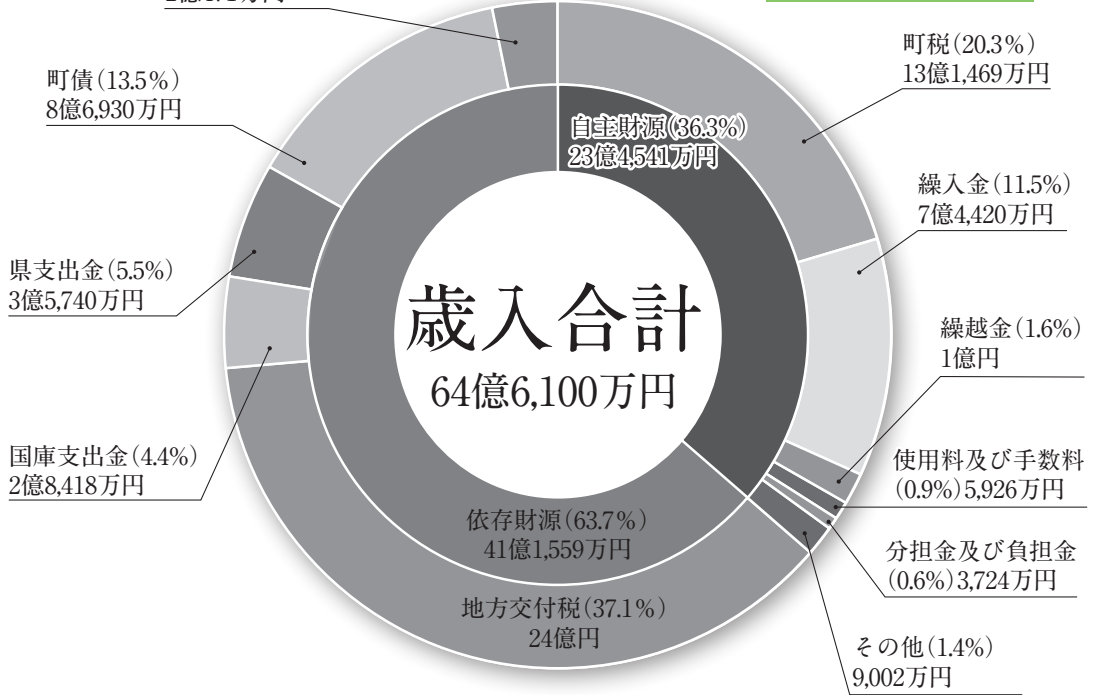 町債(13.5%)
8億6,930万円
県支出金(5.5%)
3億5,740万円
国庫支出金(4.4%)
2億8,418万円
自主財源(36.3%)
23億4,541万円
歳入合計
64億6,100万円
依存財源(63.7%)
41億1,559万円
地方交付税(37.1%)
24億円
町税(20.3%)
13億1,469万円
繰入金(11.5%)
7億4,420万円
繰越金(1.6%)
1億円
使用料及び手数料
(0.9%)5,926万円
分担金及び負担金
(0.6%)3,724万円
その他(1.4%)
9,002万円